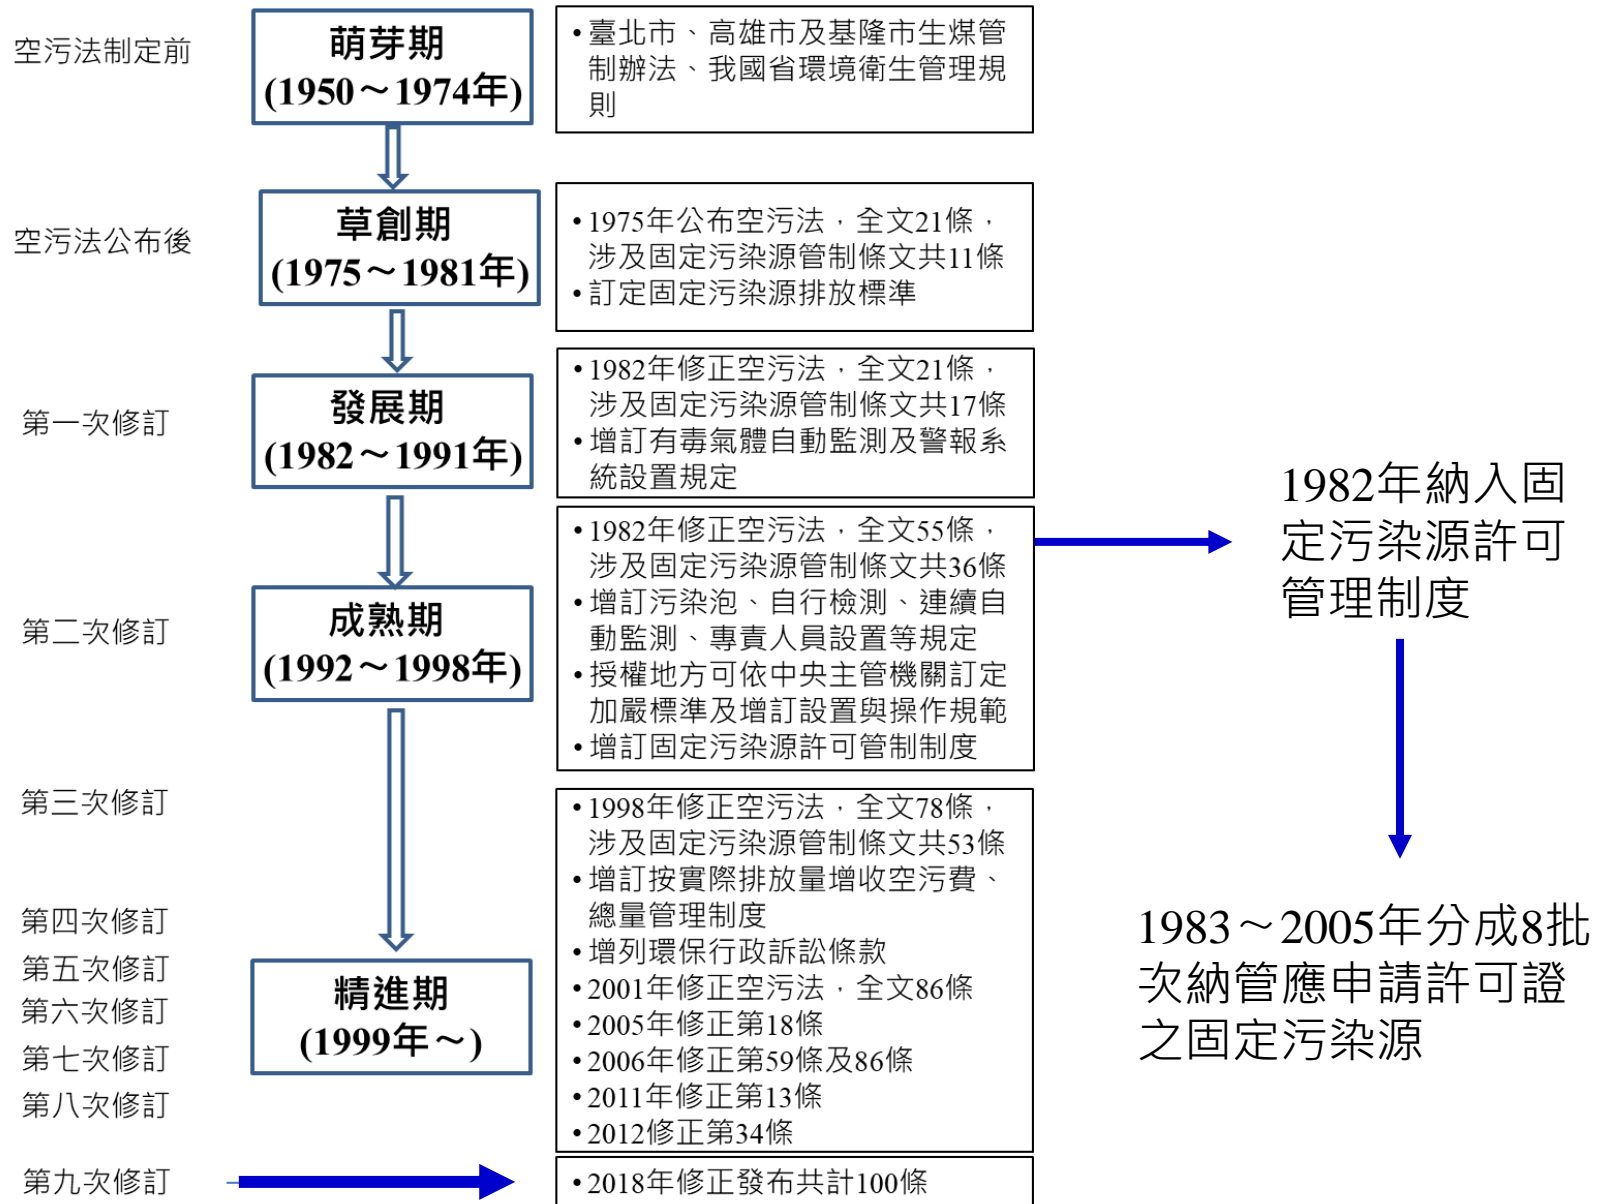 空污法制定前
萌芽期
(1950～1974年)
•臺北市、高雄市及基隆市生煤管
制辦法、我國省環境衛生管理規
則
空污法公布後
草創期
(1975～1981年)
•1975年公布空污法，全文21條，
涉及固定污染源管制條文共11條
•訂定固定污染源排放標準
第一次修訂
發展期
(1982～1991年)
•1982年修正空污法，全文21條，
涉及固定污染源管制條文共17條
•增訂有毒氣體自動監測及警報系
統設置規定
第二次修訂
成熟期
(1992～1998年)
•1982年修正空污法，全文55條，
涉及固定污染源管制條文共36條
•增訂污染泡、自行檢測、連續自
動監測、專責人員設置等規定
•授權地方可依中央主管機關訂定
加嚴標準及增訂設置與操作規範
•增訂固定污染源許可管制制度
1982年納入固
定污染源許可
管理制度
1983～2005年分成8批
次納管應申請許可證
之固定污染源
第三次修訂
第四次修訂
第五次修訂
第六次修訂
第七次修訂
第八次修訂
精進期
(1999年～)
•1998年修正空污法，全文78條，
涉及固定污染源管制條文共53條
•增訂按實際排放量增收空污費、
總量管理制度
•增列環保行政訴訟條款
•2001年修正空污法，全文86條
•2005年修正第18條
•2006年修正第59條及86條
•2011年修正第13條
•2012修正第34條
第九次修訂
•2018年修正發布共計100條